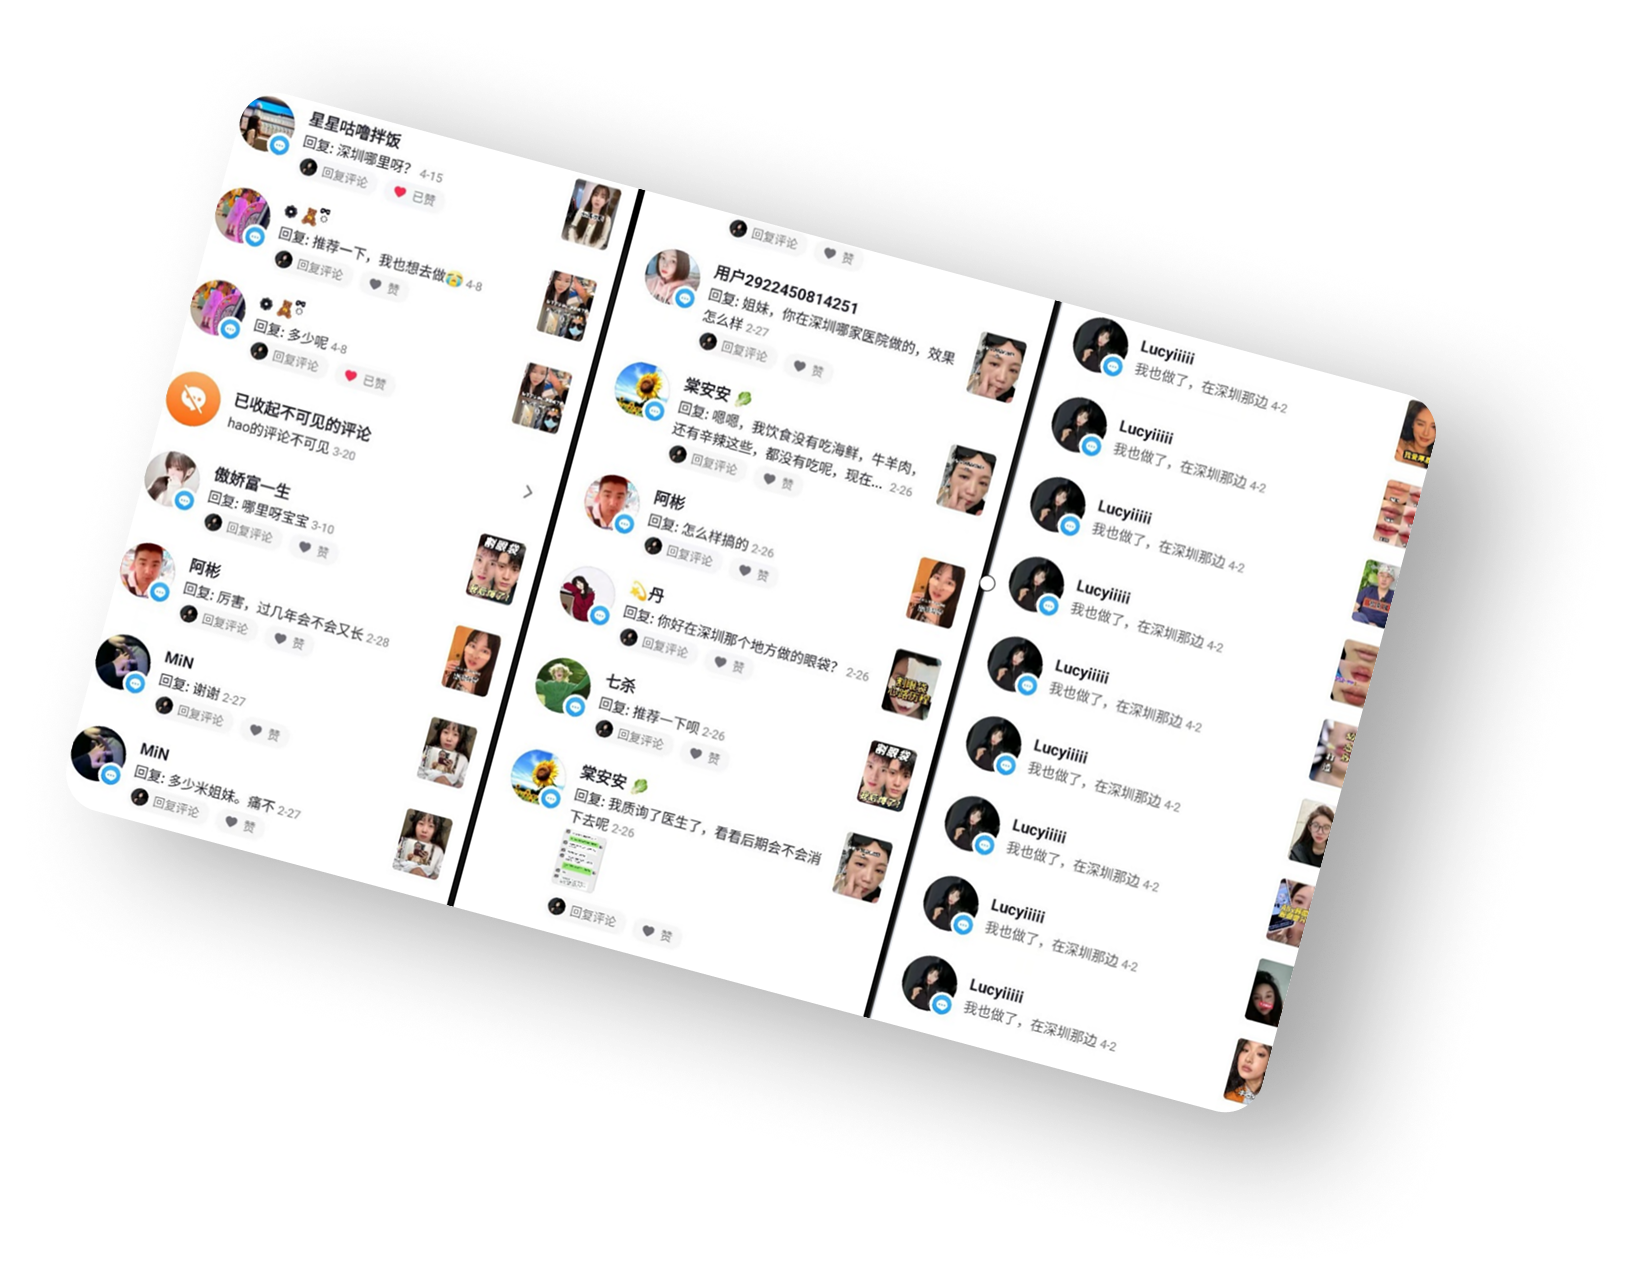 星星咕噜拌饭
回复: 深圳哪里呀? 4-15
回复评论 已赞
回复: 推荐一下，我也想去做😭 4-8
回复评论 赞
回复: 多少呢 4-8
回复评论 已赞
已收起不可见的评论
hao的评论不可见 3-20
傲娇富一生
回复: 哪里呀宝宝 3-10
回复评论 赞
阿彬
回复: 厉害，过几年会不会又长 2-28
回复评论 赞
MiN
回复: 谢谢 2-27
回复评论 赞
MiN
回复: 多少米姐妹。痛不 2-27
回复评论 赞
割眼袋
回复评论 赞
用户2922450814251
回复: 姐妹，你在深圳哪家医院做的，效果
怎么样 2-27
回复评论 赞
棠安安 🥬
回复: 嗯嗯，我饮食没有吃海鲜，牛羊肉，
还有辛辣这些，都没有吃呢，现在... 2-26
回复评论 赞
阿彬
回复: 怎么样搞的 2-26
回复评论 赞
💫丹
回复: 你好在深圳那个地方做的眼袋? 2-26
回复评论 赞
七杀
回复: 推荐一下呗 2-26
回复评论 赞
棠安安 🥬
回复: 我质询了医生了，看看后期会不会消
下去呢 2-26
回复评论 赞
割眼袋
Lucyiiiii
我也做了，在深圳那边 4-2
Lucyiiiii
我也做了，在深圳那边 4-2
Lucyiiiii
我也做了，在深圳那边 4-2
Lucyiiiii
我也做了，在深圳那边 4-2
Lucyiiiii
我也做了，在深圳那边 4-2
Lucyiiiii
我也做了，在深圳那边 4-2
Lucyiiiii
我也做了，在深圳那边 4-2
Lucyiiiii
我也做了，在深圳那边 4-2
Lucyiiiii
我也做了，在深圳那边 4-2